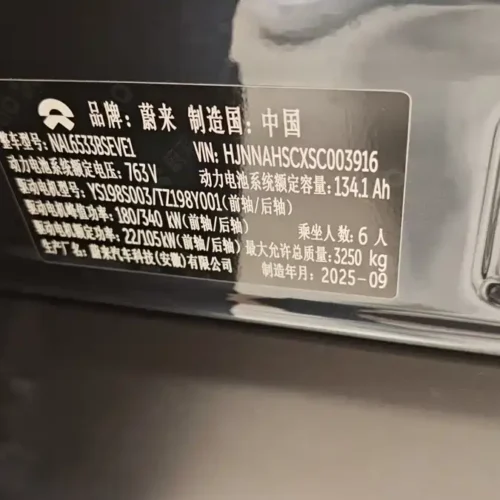 品牌: 蔚来 制造国: 中国
整车型号: NAL6533BSEVE1 VIN: HJNNAHSCXSC003916
动力电池系统额定电压: 763V 动力电池系统额定容量: 134.1 Ah
驱动电机型号: YS198S003/TZ198Y001(前轴/后轴)
驱动电机峰值功率: 180/340 kW(前轴/后轴) 乘坐人数: 6 人
驱动电机额定功率: 22/105 kW(前轴/后轴) 最大允许总质量: 3250 kg
生产厂名: 蔚来汽车科技(安徽)有限公司 制造年月: 2025-09